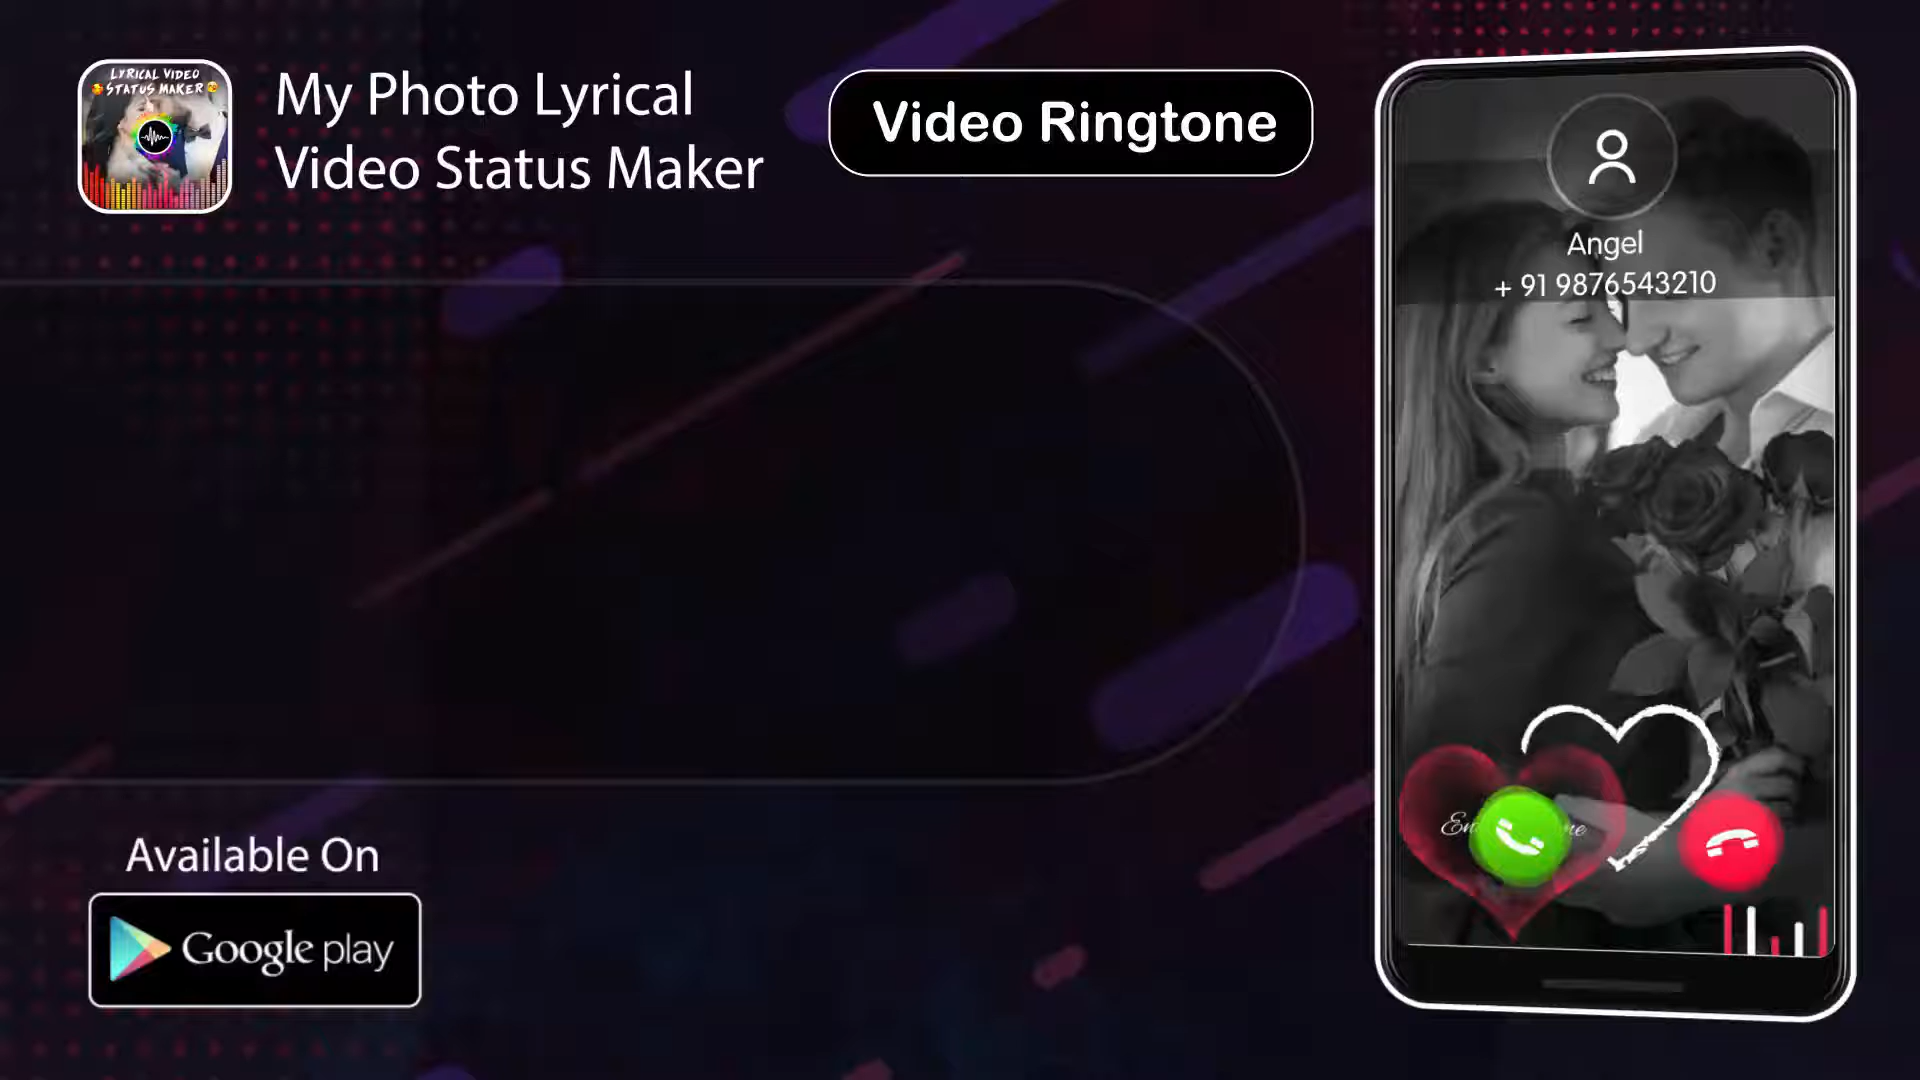 LYRICAL VIDEO
STATUS MAKER
My Photo Lyrical
Video Status Maker
Video Ringtone
Angel
+ 91 9876543210
Available On
Google play